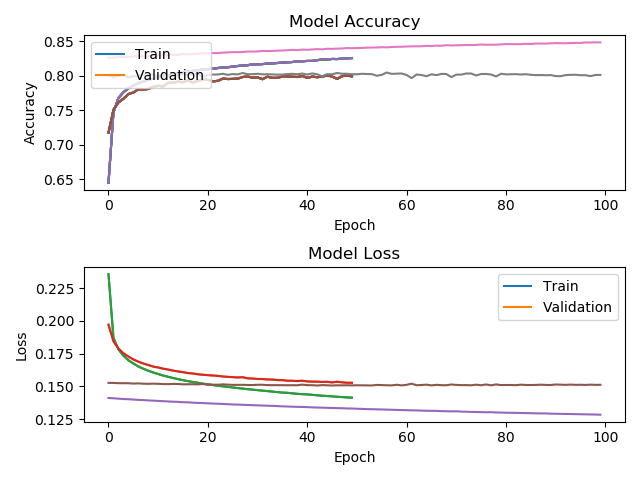 Model Accuracy
0.85
0.80
0.75
0.70
0.65
Accuracy
Train
Validation
0 20 40 60 80 100
Epoch
Model Loss
0.225
0.200
0.175
0.150
0.125
Loss
Train
Validation
0 20 40 60 80 100
Epoch